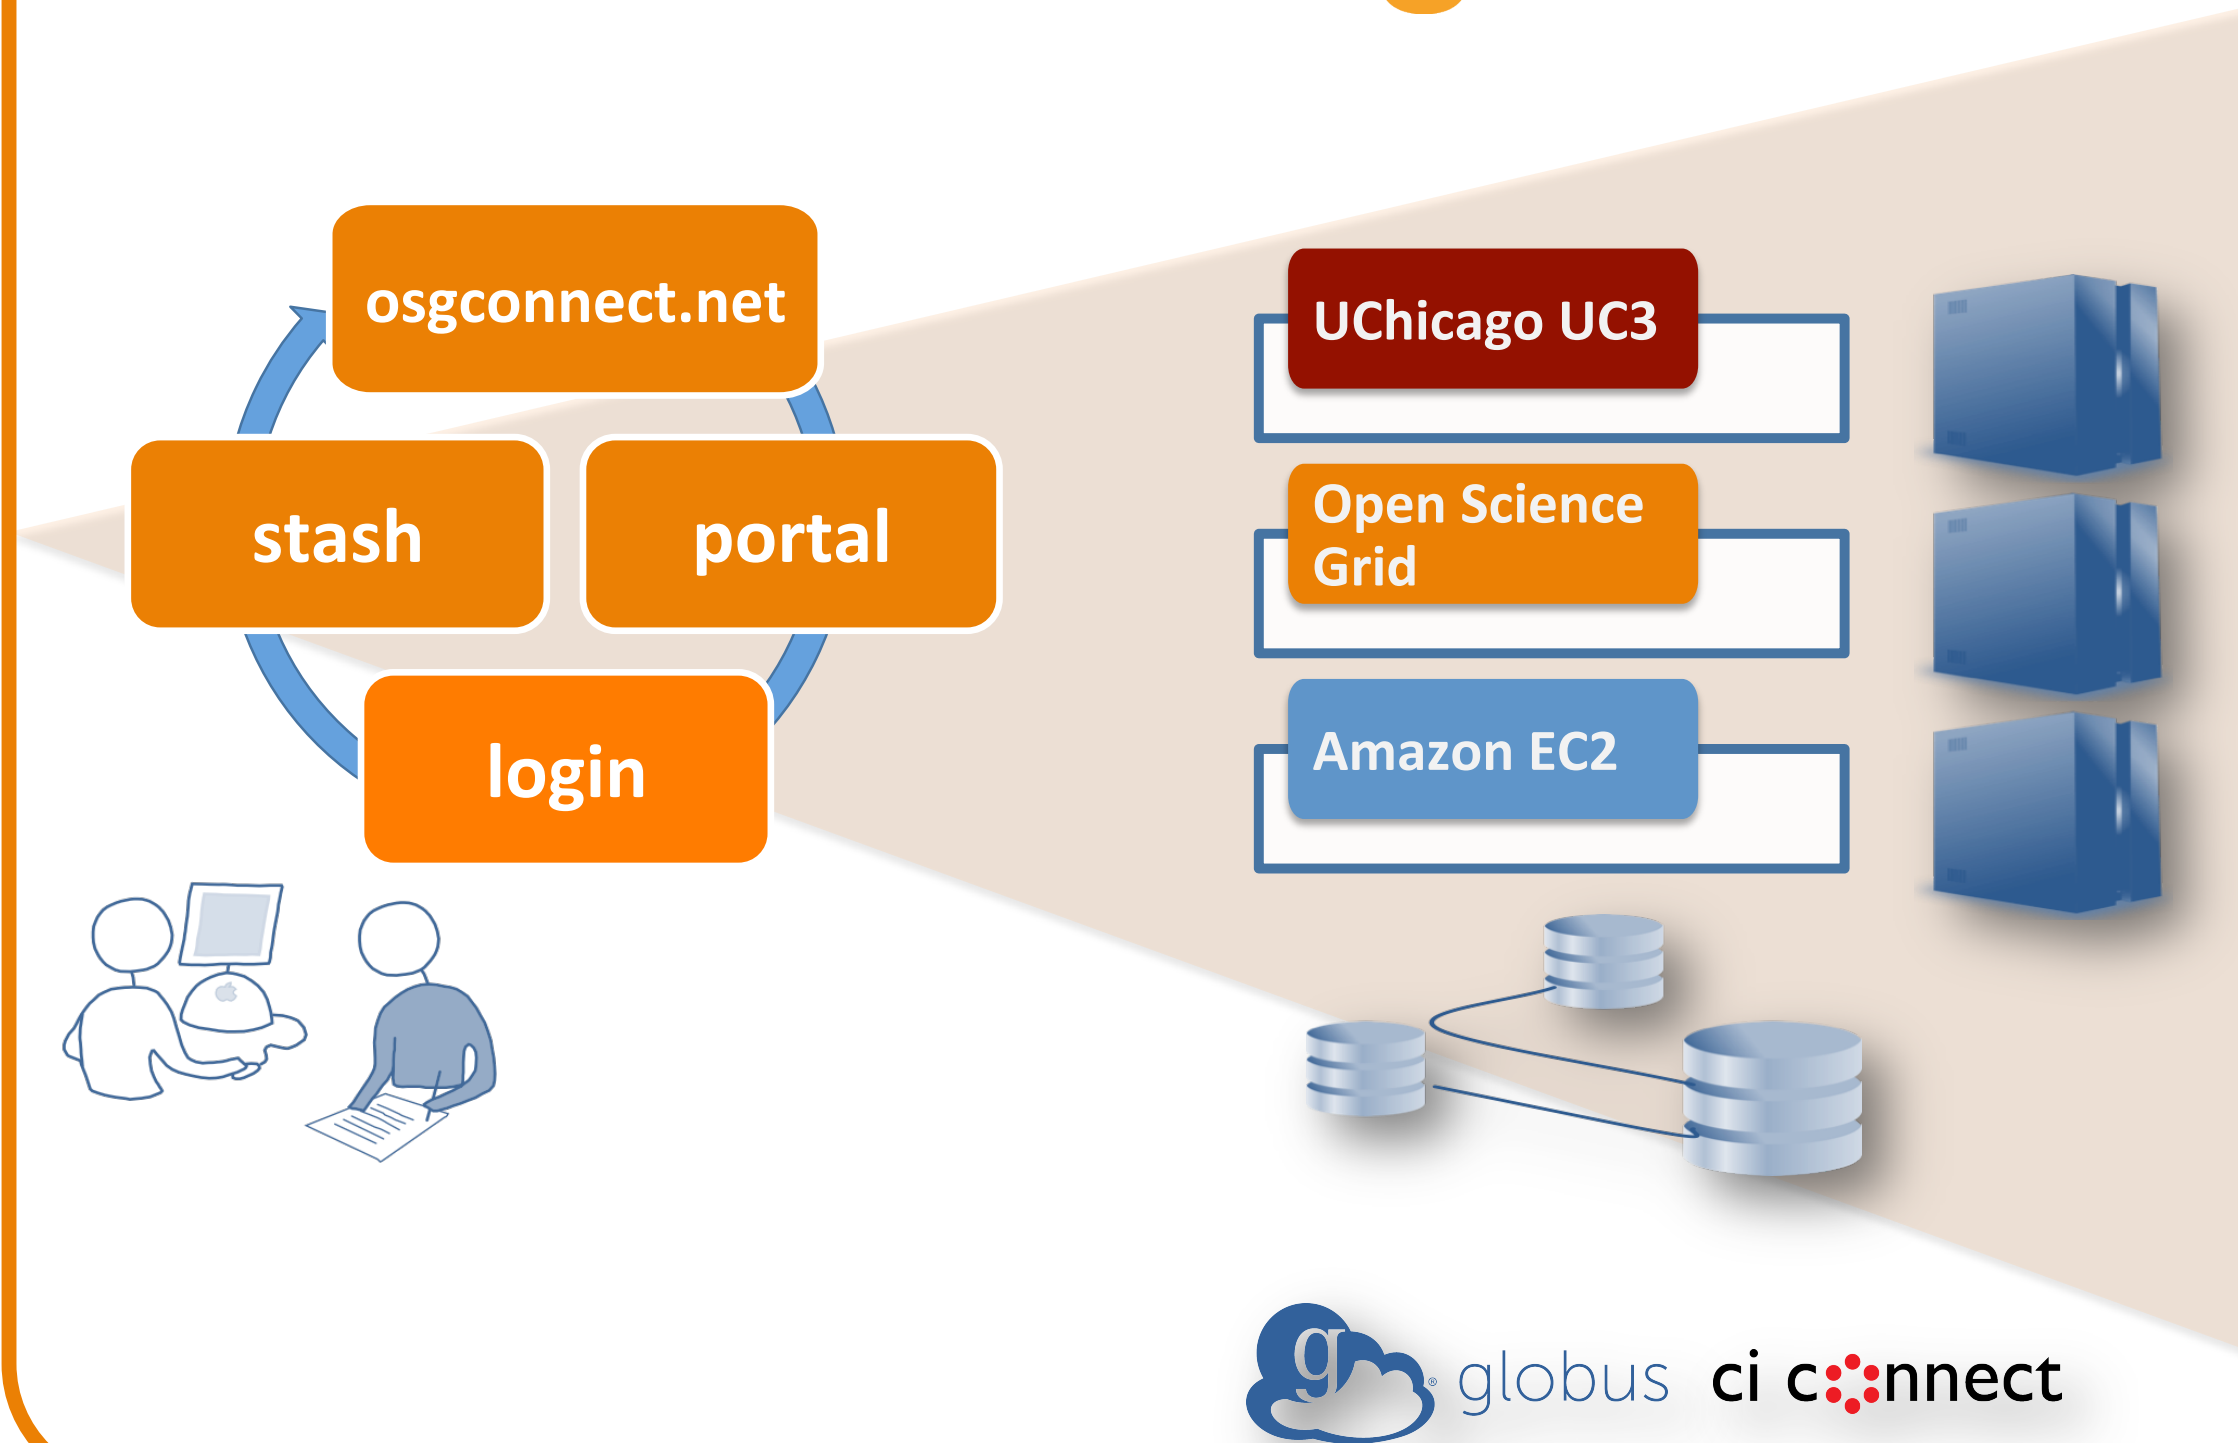 osgconnect.net
stash
portal
login
UChicago UC3
Open Science
Grid
Amazon EC2
g
® globus
ci connect